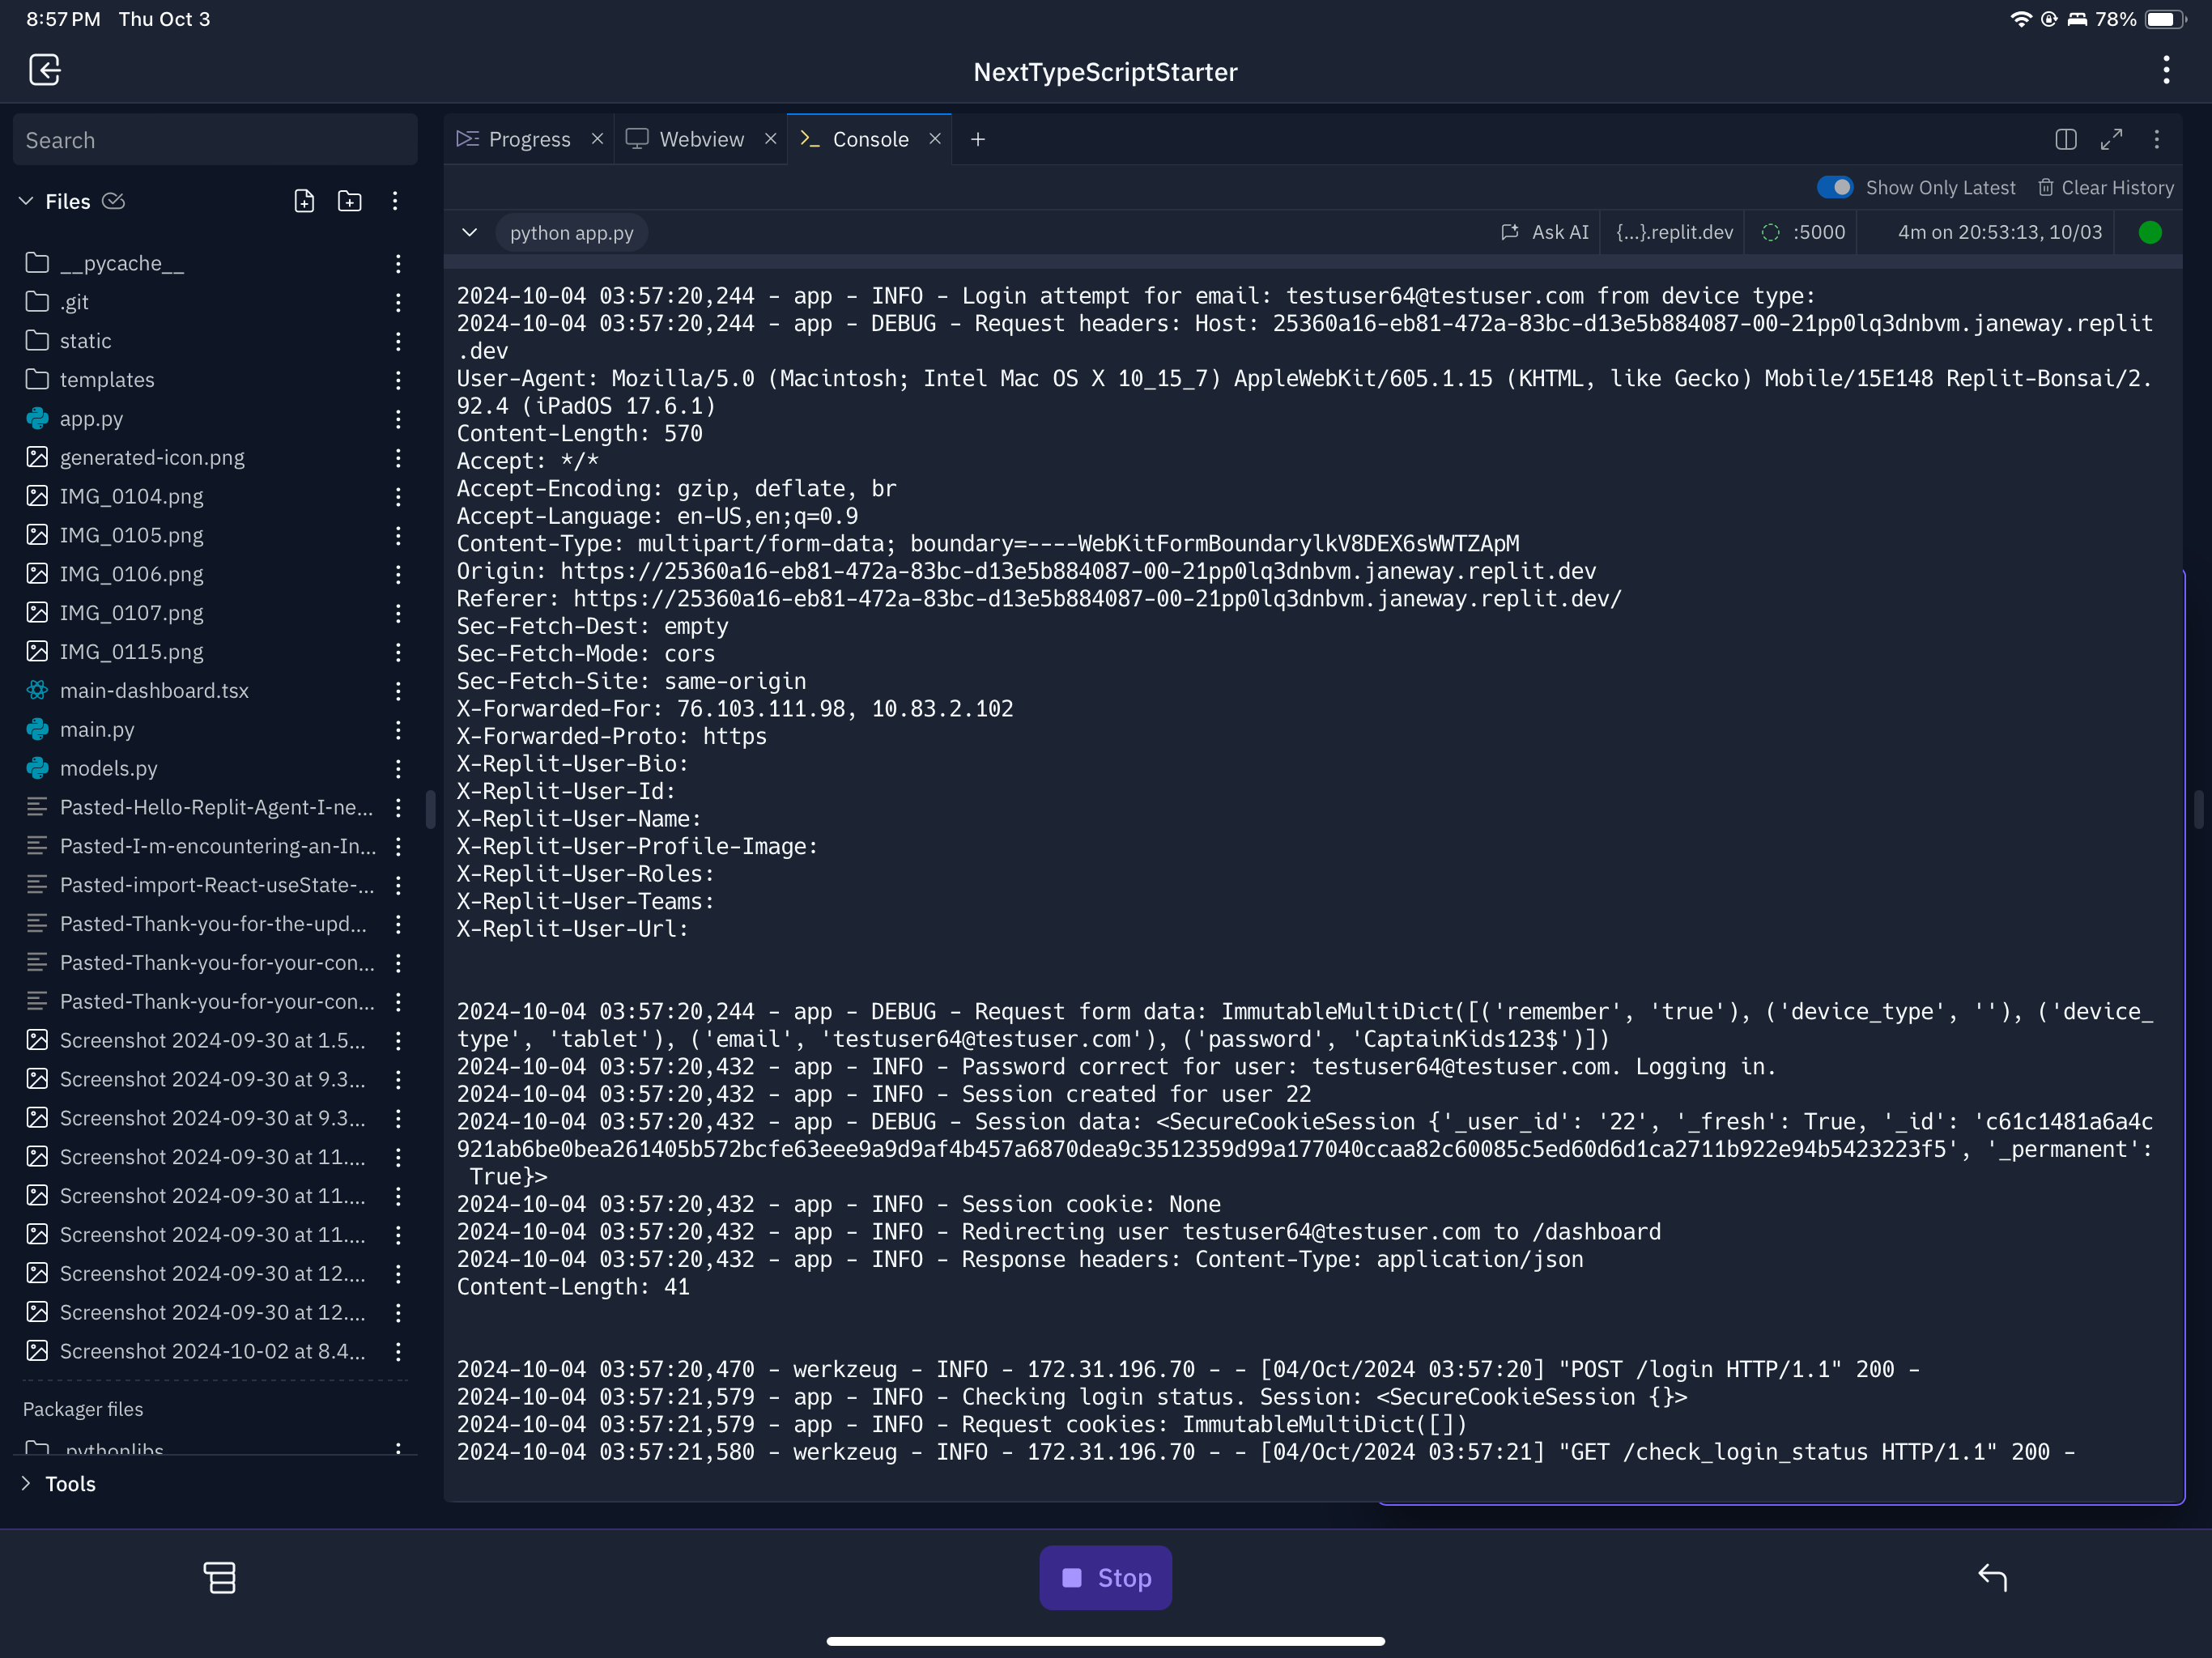 8:57 PM Thu Oct 3
78%
NextTypeScriptStarter
Search
Files
__pycache__
.git
static
templates
app.py
generated-icon.png
IMG_0104.png
IMG_0105.png
IMG_0106.png
IMG_0107.png
IMG_0115.png
main-dashboard.tsx
main.py
models.py
Pasted-Hello-Replit-Agent-I-ne...
Pasted-I-m-encountering-an-In...
Pasted-import-React-useState-...
Pasted-Thank-you-for-the-upd...
Pasted-Thank-you-for-your-con...
Pasted-Thank-you-for-your-con...
Screenshot 2024-09-30 at 1.5...
Screenshot 2024-09-30 at 9.3...
Screenshot 2024-09-30 at 9.3...
Screenshot 2024-09-30 at 11....
Screenshot 2024-09-30 at 11....
Screenshot 2024-09-30 at 11....
Screenshot 2024-09-30 at 12....
Screenshot 2024-09-30 at 12....
Screenshot 2024-10-02 at 8.4...
Packager files
.pythonlibs
Tools
Progress
Webview
Console
Show Only Latest
Clear History
python app.py
Ask AI
{...}.replit.dev
:5000
4m on 20:53:13, 10/03
2024-10-04 03:57:20,244 - app - INFO - Login attempt for email: testuser64@testuser.com from device type:
2024-10-04 03:57:20,244 - app - DEBUG - Request headers: Host: 25360a16-eb81-472a-83bc-d13e5b884087-00-21pp0lq3dnbvm.janeway.replit
.dev
User-Agent: Mozilla/5.0 (Macintosh; Intel Mac OS X 10_15_7) AppleWebKit/605.1.15 (KHTML, like Gecko) Mobile/15E148 Replit-Bonsai/2.
92.4 (iPadOS 17.6.1)
Content-Length: 570
Accept: */*
Accept-Encoding: gzip, deflate, br
Accept-Language: en-US,en;q=0.9
Content-Type: multipart/form-data; boundary=----WebKitFormBoundarylkV8DEX6sWWTZApM
Origin: https://25360a16-eb81-472a-83bc-d13e5b884087-00-21pp0lq3dnbvm.janeway.replit.dev
Referer: https://25360a16-eb81-472a-83bc-d13e5b884087-00-21pp0lq3dnbvm.janeway.replit.dev/
Sec-Fetch-Dest: empty
Sec-Fetch-Mode: cors
Sec-Fetch-Site: same-origin
X-Forwarded-For: 76.103.111.98, 10.83.2.102
X-Forwarded-Proto: https
X-Replit-User-Bio:
X-Replit-User-Id:
X-Replit-User-Name:
X-Replit-User-Profile-Image:
X-Replit-User-Roles:
X-Replit-User-Teams:
X-Replit-User-Url:
2024-10-04 03:57:20,244 - app - DEBUG - Request form data: ImmutableMultiDict([('remember', 'true'), ('device_type', ''), ('device_
type', 'tablet'), ('email', 'testuser64@testuser.com'), ('password', 'CaptainKids123$')])
2024-10-04 03:57:20,432 - app - INFO - Password correct for user: testuser64@testuser.com. Logging in.
2024-10-04 03:57:20,432 - app - INFO - Session created for user 22
2024-10-04 03:57:20,432 - app - DEBUG - Session data: <SecureCookieSession {'_user_id': '22', '_fresh': True, '_id': 'c61c1481a6a4c
921ab6be0bea261405b572bcfe63eee9a9d9af4b457a6870dea9c3512359d99a177040ccaa82c60085c5ed60d6d1ca2711b922e94b5423223f5', '_permanent':
True}>
2024-10-04 03:57:20,432 - app - INFO - Session cookie: None
2024-10-04 03:57:20,432 - app - INFO - Redirecting user testuser64@testuser.com to /dashboard
2024-10-04 03:57:20,432 - app - INFO - Response headers: Content-Type: application/json
Content-Length: 41
2024-10-04 03:57:20,470 - werkzeug - INFO - 172.31.196.70 - - [04/Oct/2024 03:57:20] "POST /login HTTP/1.1" 200 -
2024-10-04 03:57:21,579 - app - INFO - Checking login status. Session: <SecureCookieSession {}>
2024-10-04 03:57:21,579 - app - INFO - Request cookies: ImmutableMultiDict([])
2024-10-04 03:57:21,580 - werkzeug - INFO - 172.31.196.70 - - [04/Oct/2024 03:57:21] "GET /check_login_status HTTP/1.1" 200 -
Stop